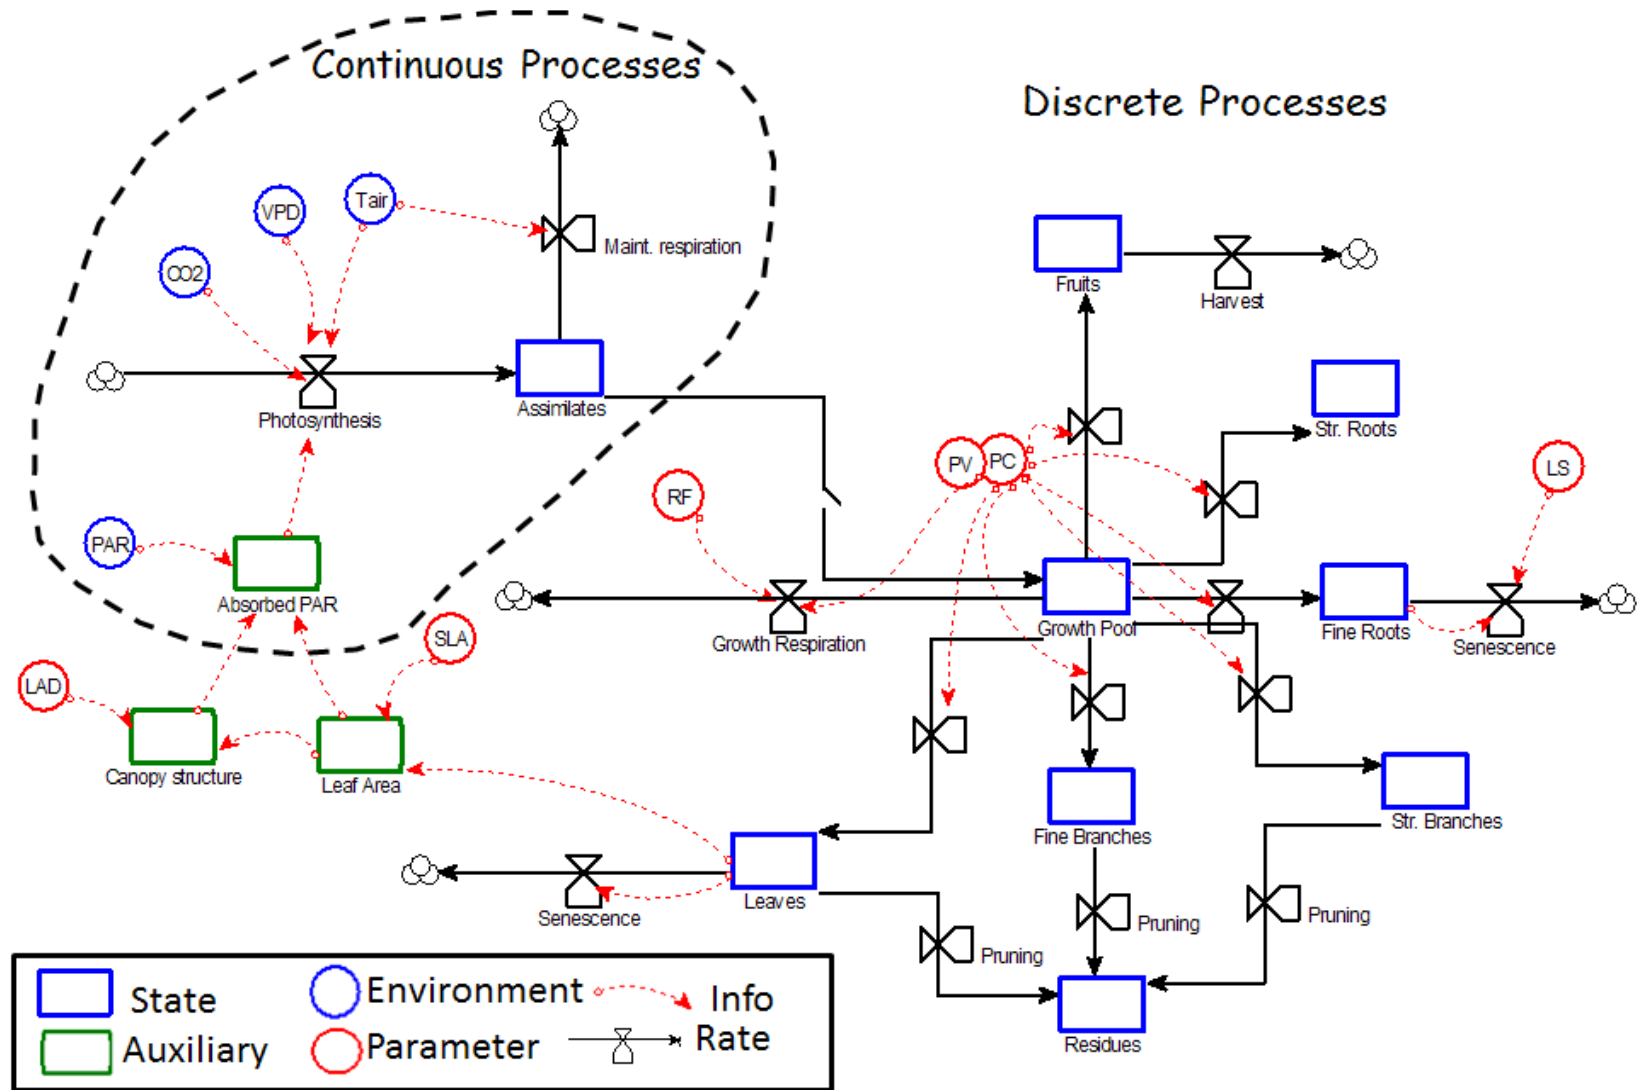 Continuous Processes
Discrete Processes
Tair
VPD
CO2
Maint. respiration
Fruits
Harvest
Photosynthesis
Assimilates
Str. Roots
PV
PC
LS
RF
PAR
Absorbed PAR
Growth Respiration
Growth Pool
Fine Roots
Senescence
SLA
LAD
Canopy structure
Leaf Area
Fine Branches
Str. Branches
Senescence
Leaves
Pruning
Pruning
Pruning
Residues
State
Environment
Info
Auxiliary
Parameter
Rate